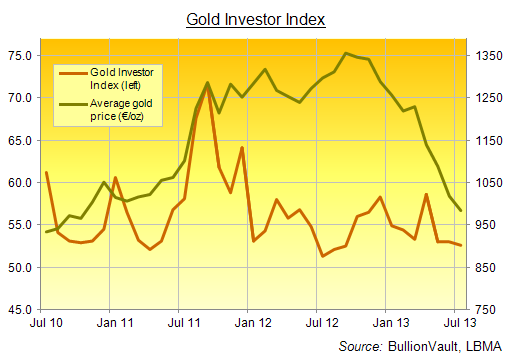 Gold Investor Index
75.0
70.0
65.0
60.0
55.0
50.0
45.0
Gold Investor
Index (left)
Average gold
price (€/oz)
1350
1250
1150
1050
950
850
750
Jul 10 Jan 11 Jul 11 Jan 12 Jul 12 Jan 13 Jul 13
Source: BullionVault, LBMA